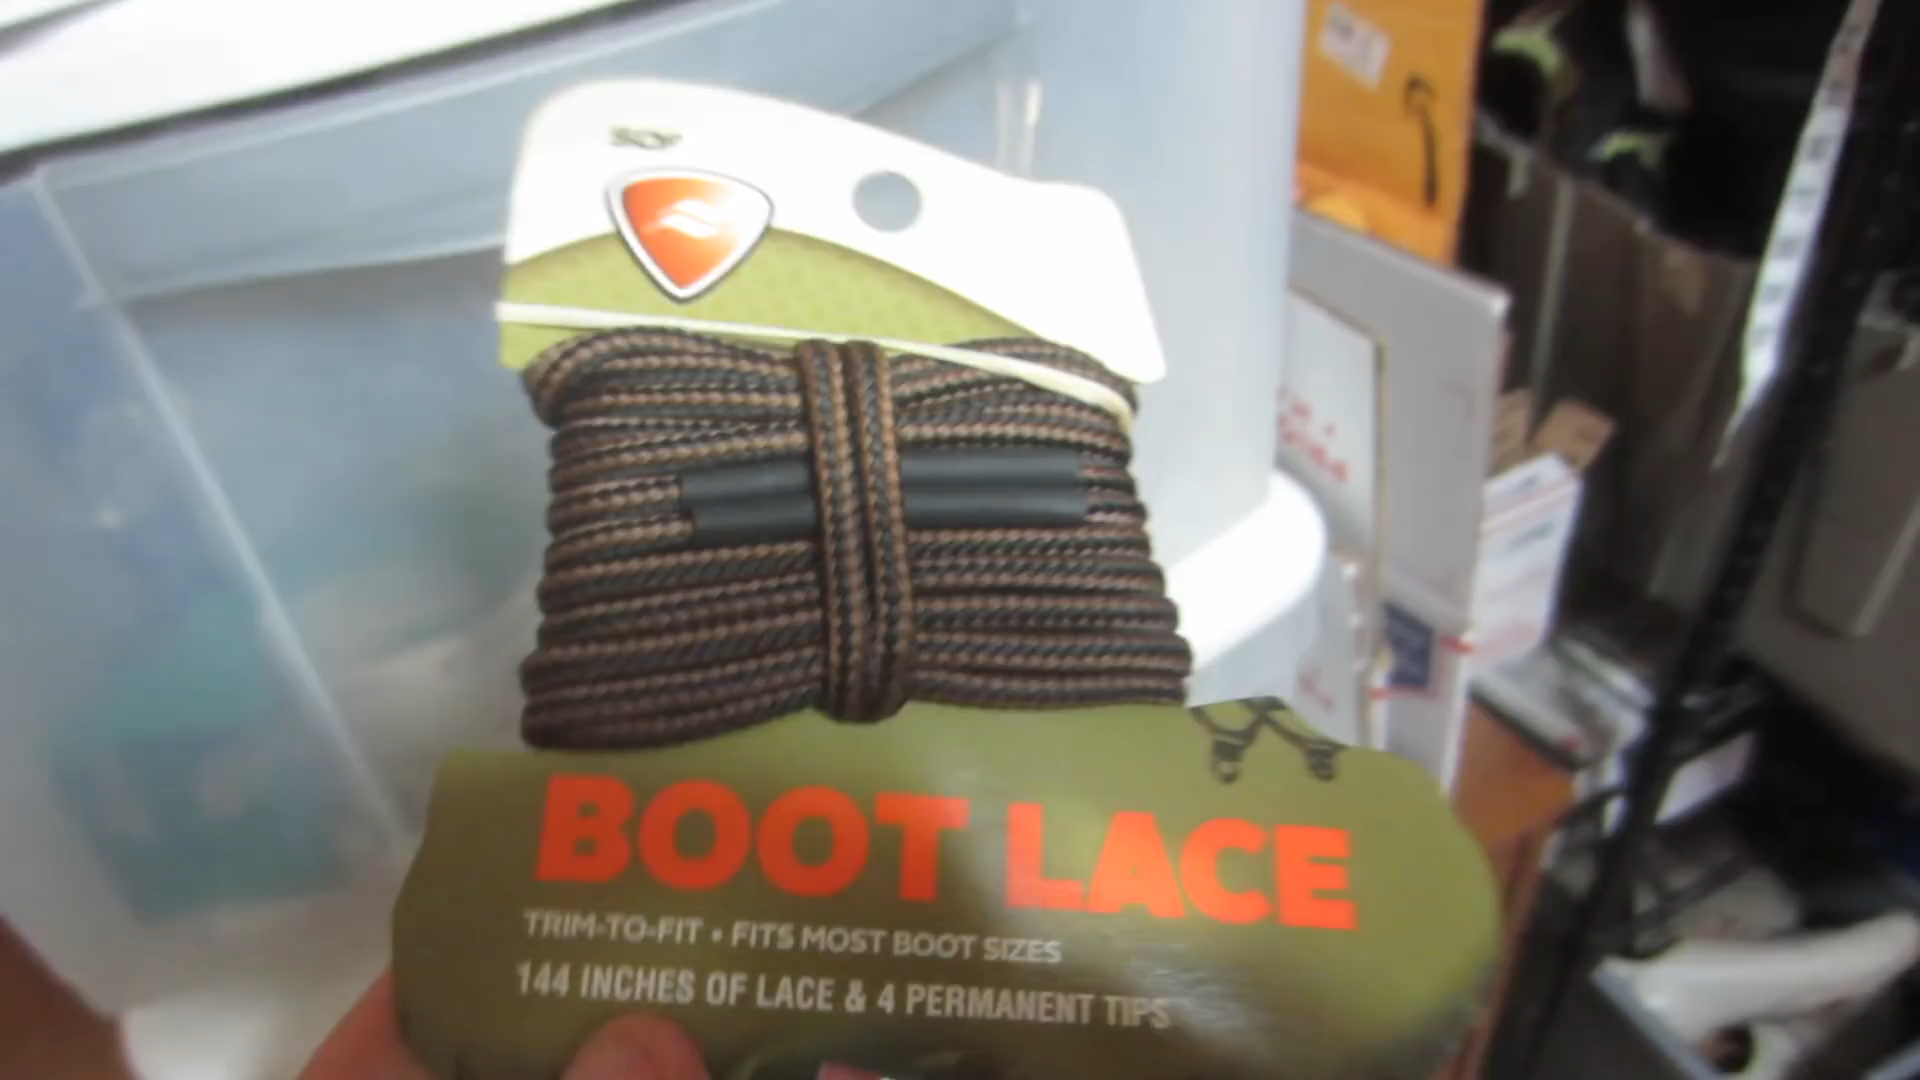 BOOT LACE
TRIM-TO-FIT • FITS MOST BOOT SIZES
144 INCHES OF LACE & 4 PERMANENT TIPS